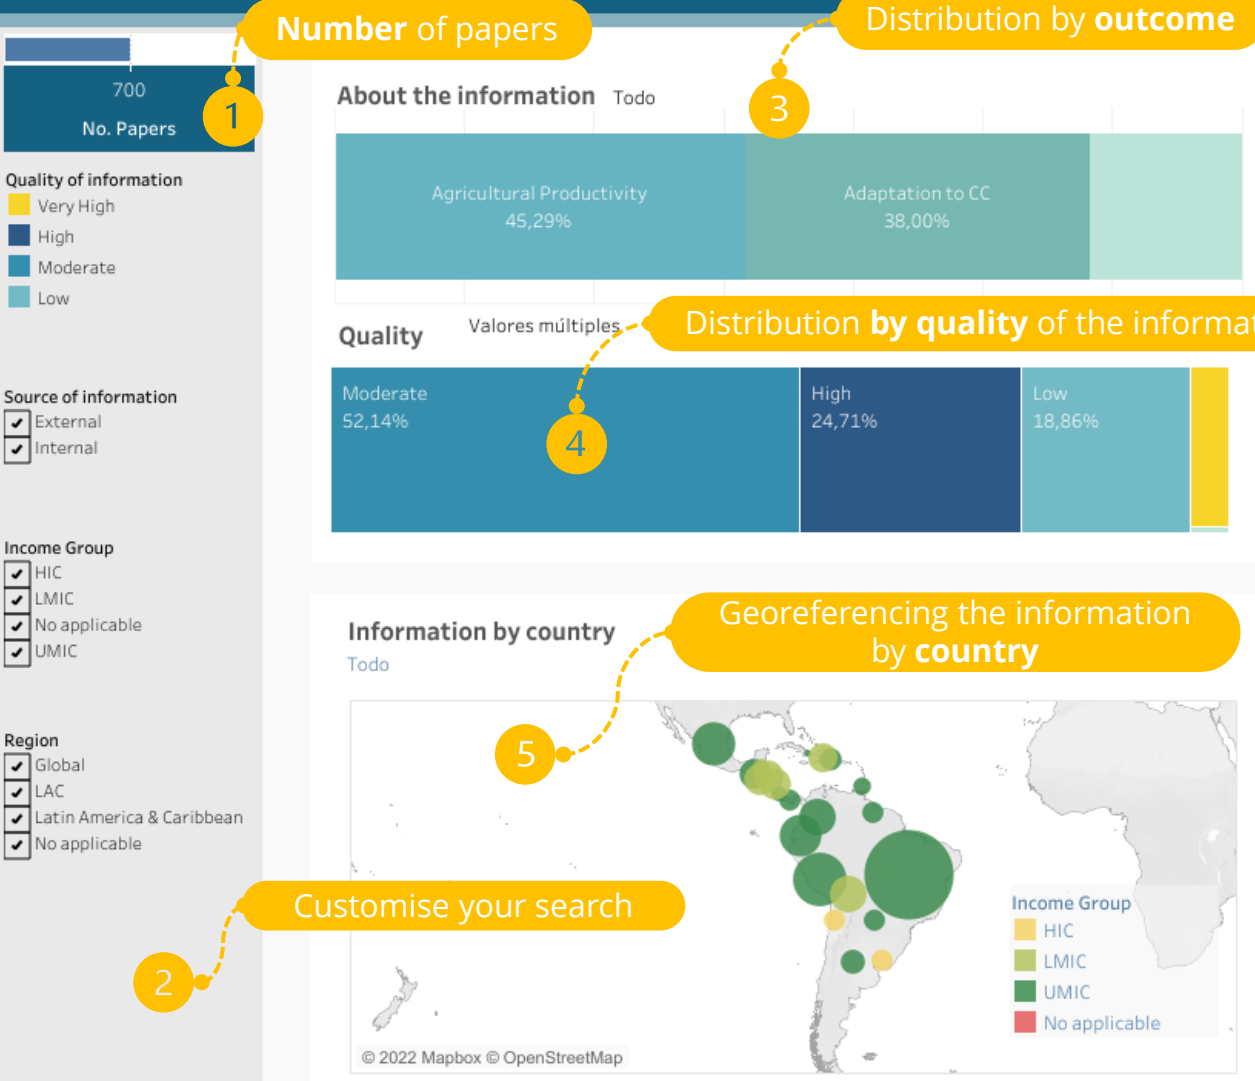 Number of papers
Distribution by outcome
700
No. Papers
1
About the information Todo
3
Quality of information
Very High
High
Moderate
Low
Agricultural Productivity
45,29%
Adaptation to CC
38,00%
Quality
Valores múltiples
Distribution by quality of the informat
Moderate
52,14%
4
High
24,71%
Low
18,86%
Source of information
External
Internal
Income Group
HIC
LMIC
No applicable
UMIC
Georeferencing the information
by country
Information by country
Todo
5
Region
Global
LAC
Latin America & Caribbean
No applicable
Customise your search
2
Income Group
HIC
LMIC
UMIC
No applicable
© 2022 Mapbox © OpenStreetMap